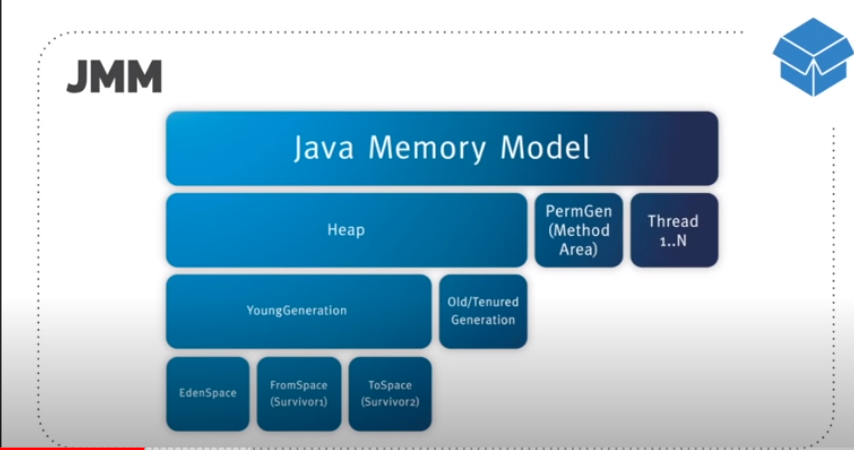 JMM
Java Memory Model
Heap
PermGen
(Method
Area)
Thread
1..N
YoungGeneration
Old/Tenured
Generation
EdenSpace
FromSpace
(Survivor1)
ToSpace
(Survivor2)